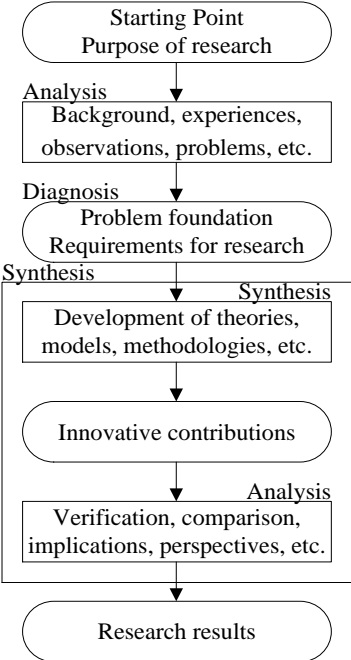 Starting Point
Purpose of research
Analysis
Background, experiences,
observations, problems, etc.
Diagnosis
Problem foundation
Requirements for research
Synthesis
Synthesis
Development of theories,
models, methodologies, etc.
Innovative contributions
Analysis
Verification, comparison,
implications, perspectives, etc.
Research results